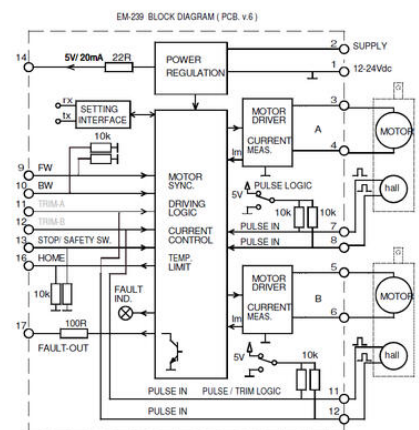 EM-239 BLOCK DIAGRAM ( PCB. v.6 )
14 5V/ 20mA 22R
POWER
REGULATION
2 SUPPLY
1 12-24Vdc
rx
tx
SETTING
INTERFACE
10k
9 FW
10 BW
11 TRIM-A
12 TRIM-B
13 STOP/ SAFETY SW.
16 HOME
10k
17 100R
FAULT-OUT
FAULT
IND.
MOTOR
SYNC.
DRIVING
LOGIC
CURRENT
CONTROL
TEMP.
LIMIT
MOTOR
DRIVER
A
CURRENT
MEAS.
Im
3
4
MOTOR
hall
5V PULSE LOGIC
10k 10k
PULSE IN 7
PULSE IN 8
MOTOR
DRIVER
B
CURRENT
MEAS.
Im
5
6
MOTOR
hall
5V 10k
PULSE IN PULSE / TRIM LOGIC 11
PULSE IN 12